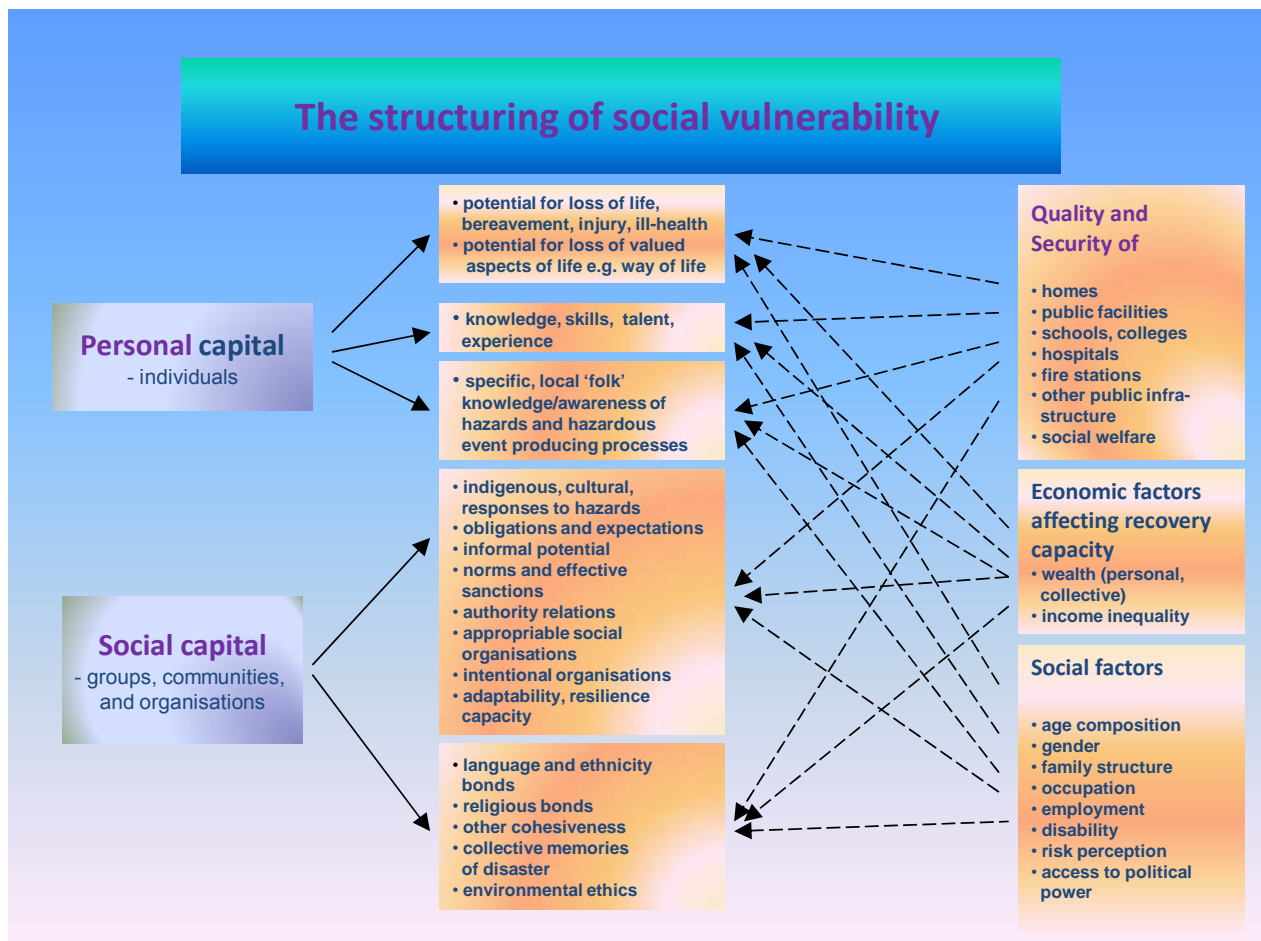 The structuring of social vulnerability
Personal capital
- individuals
Social capital
- groups, communities,
and organisations
• potential for loss of life,
bereavement, injury, ill-health
• potential for loss of valued
aspects of life e.g. way of life
• knowledge, skills, talent,
experience
• specific, local ‘folk’
knowledge/awareness of
hazards and hazardous
event producing processes
• indigenous, cultural,
responses to hazards
• obligations and expectations
• informal potential
• norms and effective
sanctions
• authority relations
• appropriable social
organisations
• intentional organisations
• adaptability, resilience
capacity
• language and ethnicity
bonds
• religious bonds
• other cohesiveness
• collective memories
of disaster
• environmental ethics
Quality and
Security of
• homes
• public facilities
• schools, colleges
• hospitals
• fire stations
• other public infra-
structure
• social welfare
Economic factors
affecting recovery
capacity
• wealth (personal,
collective)
• income inequality
Social factors
• age composition
• gender
• family structure
• occupation
• employment
• disability
• risk perception
• access to political
power